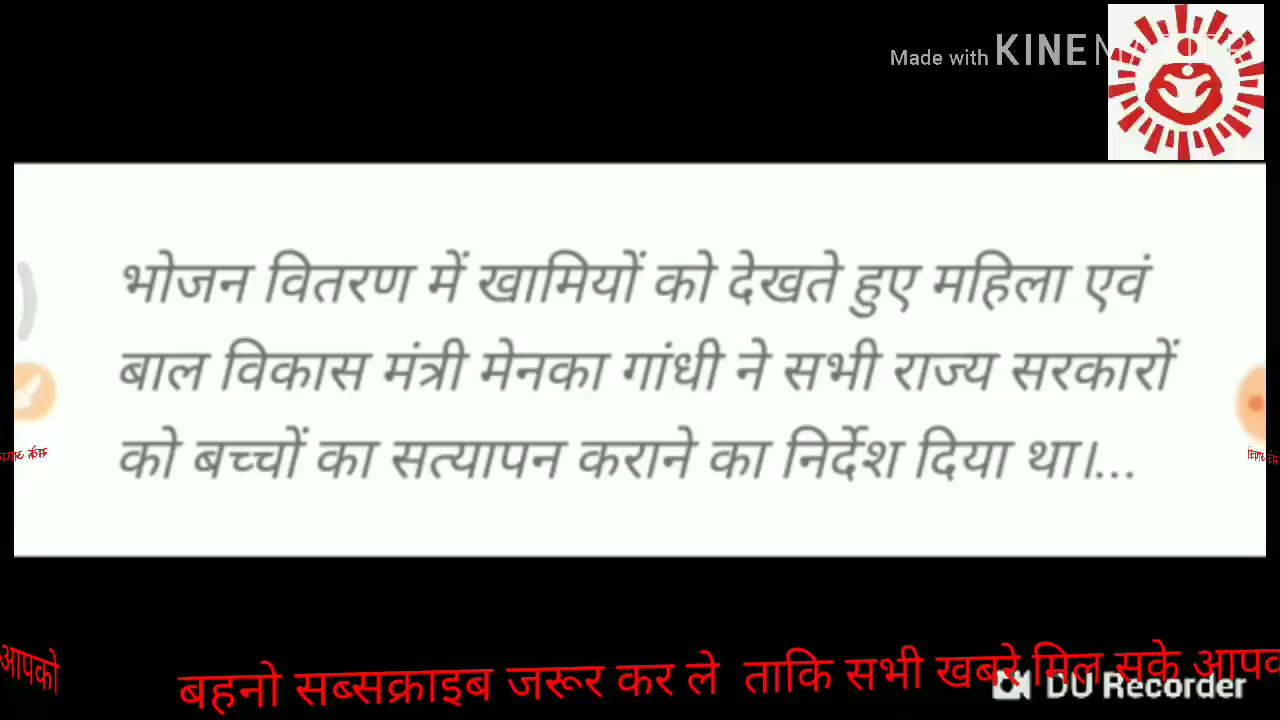 Made with KINE
भोजन वितरण में खामियों को देखते हुए महिला एवं
बाल विकास मंत्री मेनका गांधी ने सभी राज्य सरकारों
को बच्चों का सत्यापन कराने का निर्देश दिया था।...
आपको
बहनो सब्सक्राइब जरूर कर ले ताकि सभी खबरे मिल सके
DU Recorder